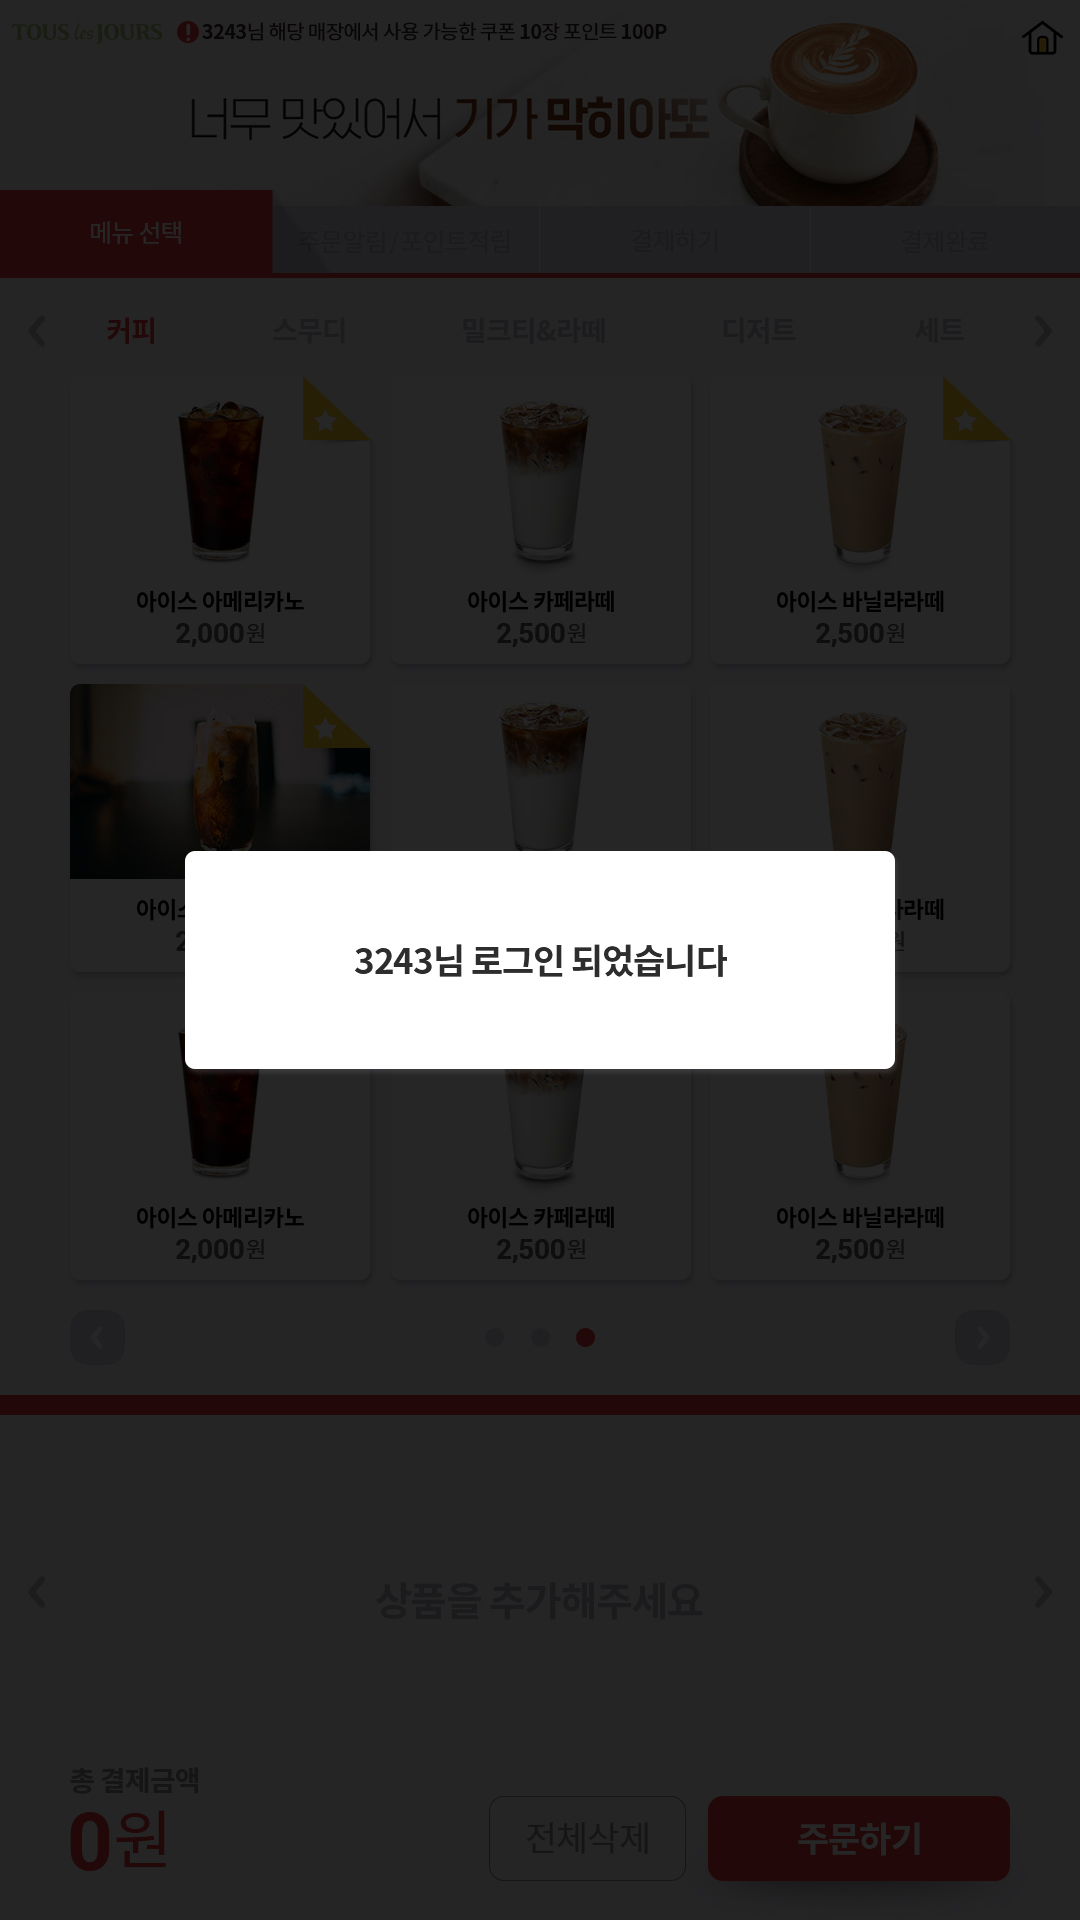 TOUS les JOURS
3243님 해당 매장에서 사용 가능한 쿠폰 10장 포인트 100P
너무 맛있어서 기가 막히아또
메뉴 선택
주문알림/포인트적립
결제하기
결제완료
커피
스무디
밀크티&라떼
디저트
세트
아이스 아메리카노
2,000원
아이스 카페라떼
2,500원
아이스 바닐라라떼
2,500원
아이스
2
라라떼
원
3243님 로그인 되었습니다
아이스 아메리카노
2,000원
아이스 카페라떼
2,500원
아이스 바닐라라떼
2,500원
상품을 추가해주세요
총 결제금액
0원
전체삭제
주문하기